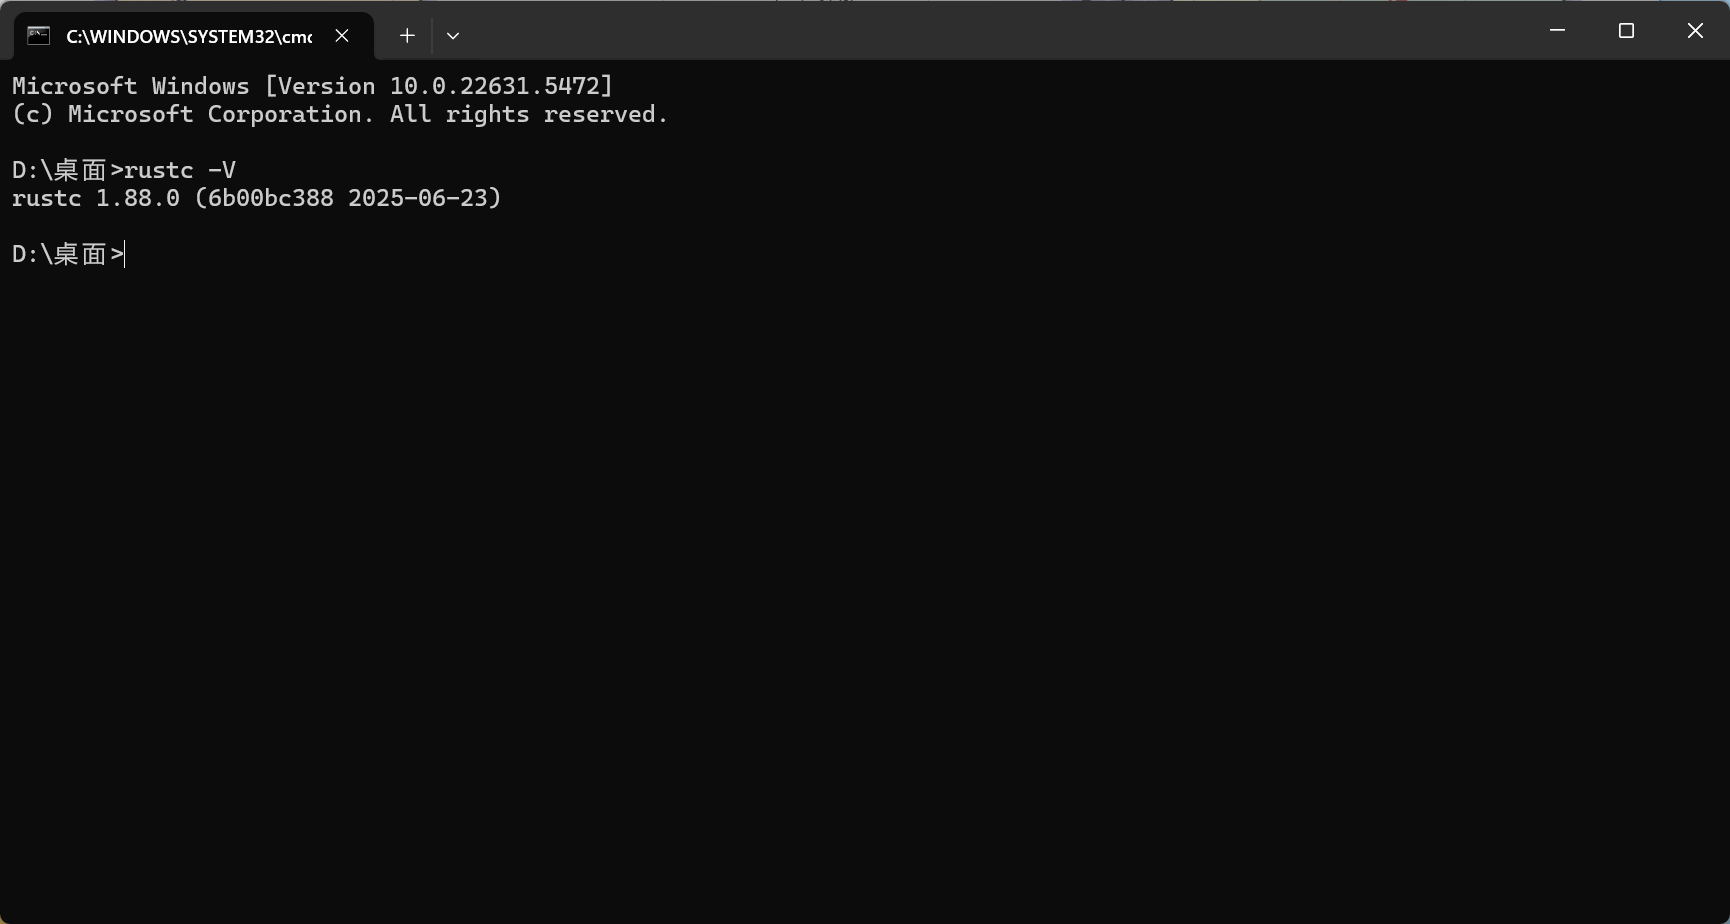 C:\WINDOWS\SYSTEM32\cmd
Microsoft Windows [Version 10.0.22631.5472]
(c) Microsoft Corporation. All rights reserved.
D:\桌面>rustc -V
rustc 1.88.0 (6b00bc388 2025-06-23)
D:\桌面>